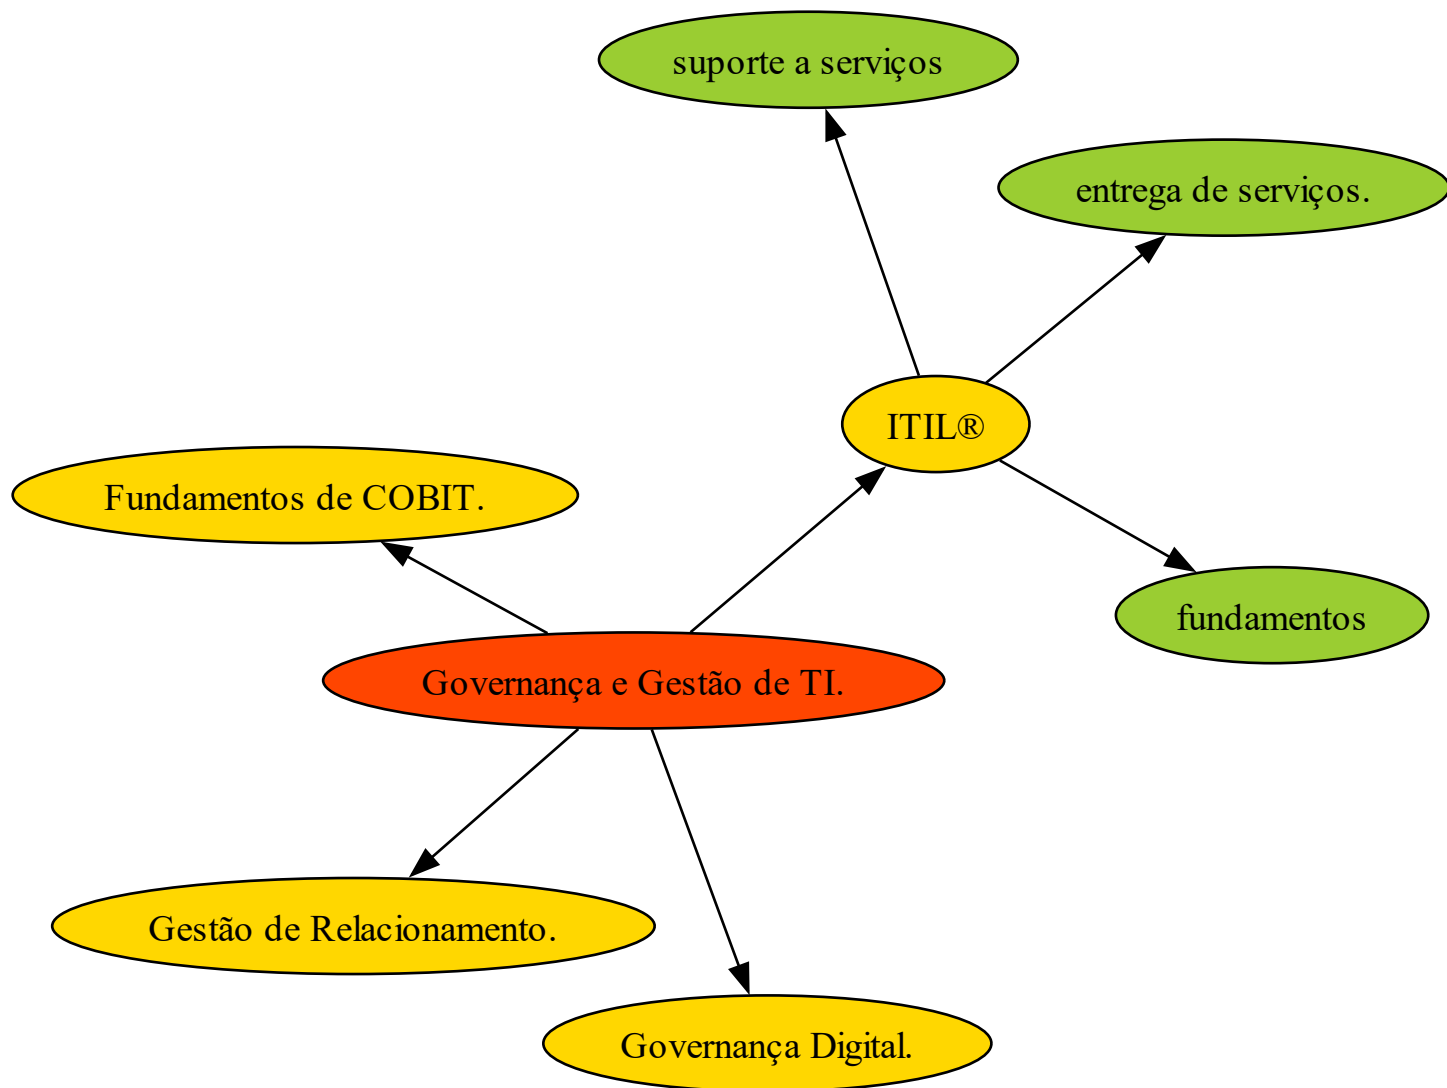 suporte a serviços
entrega de serviços.
ITIL®
Fundamentos de COBIT.
fundamentos
Governança e Gestão de TI.
Gestão de Relacionamento.
Governança Digital.